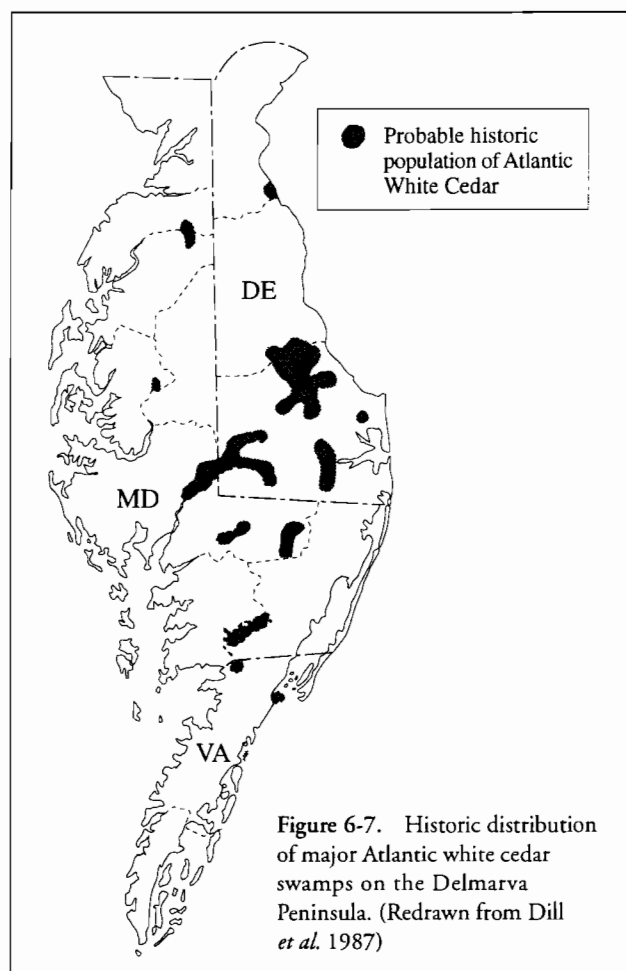 Probable historic
population of Atlantic
White Cedar
DE
MD
VA
Figure 6-7. Historic distribution
of major Atlantic white cedar
swamps on the Delmarva
Peninsula. (Redrawn from Dill
et al. 1987)